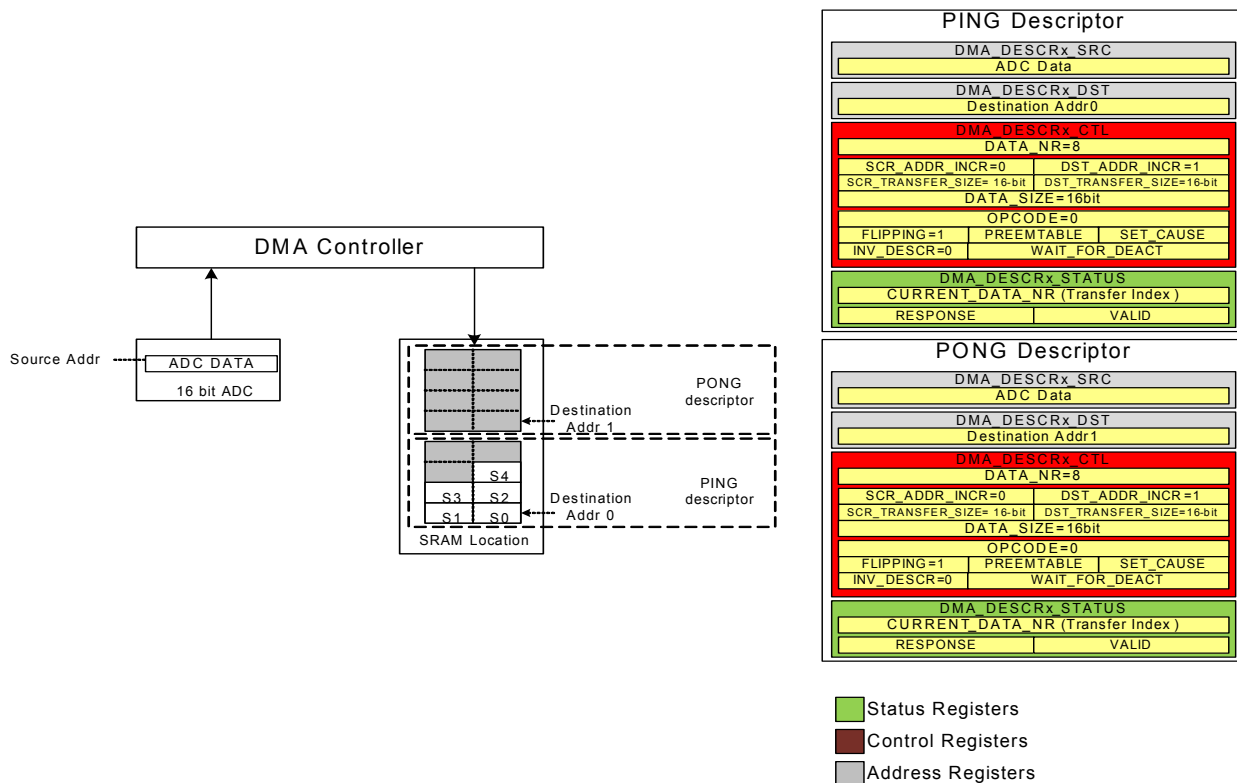 DMA Controller
Source Addr
ADC DATA
16 bit ADC
PONG
descriptor
Destination
Addr 1
S4
S3 S2
S1 S0
PING
descriptor
Destination
Addr 0
SRAM Location
PING Descriptor
DMA_DESCRx_SRC
ADC Data
DMA_DESCRx_DST
Destination Addr0
DMA_DESCRx_CTL
DATA_NR=8
SCR_ADDR_INCR=0 DST_ADDR_INCR=1
SCR_TRANSFER_SIZE= 16-bit DST_TRANSFER_SIZE=16-bit
DATA_SIZE=16bit
OPCODE=0
FLIPPING=1 PREEMTABLE SET_CAUSE
INV_DESCR=0 WAIT_FOR_DEACT
DMA_DESCRx_STATUS
CURRENT_DATA_NR (Transfer Index )
RESPONSE VALID
PONG Descriptor
DMA_DESCRx_SRC
ADC Data
DMA_DESCRx_DST
Destination Addr1
DMA_DESCRx_CTL
DATA_NR=8
SCR_ADDR_INCR=0 DST_ADDR_INCR=1
SCR_TRANSFER_SIZE= 16-bit DST_TRANSFER_SIZE=16-bit
DATA_SIZE=16bit
OPCODE=0
FLIPPING=1 PREEMTABLE SET_CAUSE
INV_DESCR=0 WAIT_FOR_DEACT
DMA_DESCRx_STATUS
CURRENT_DATA_NR (Transfer Index )
RESPONSE VALID
Status Registers
Control Registers
Address Registers